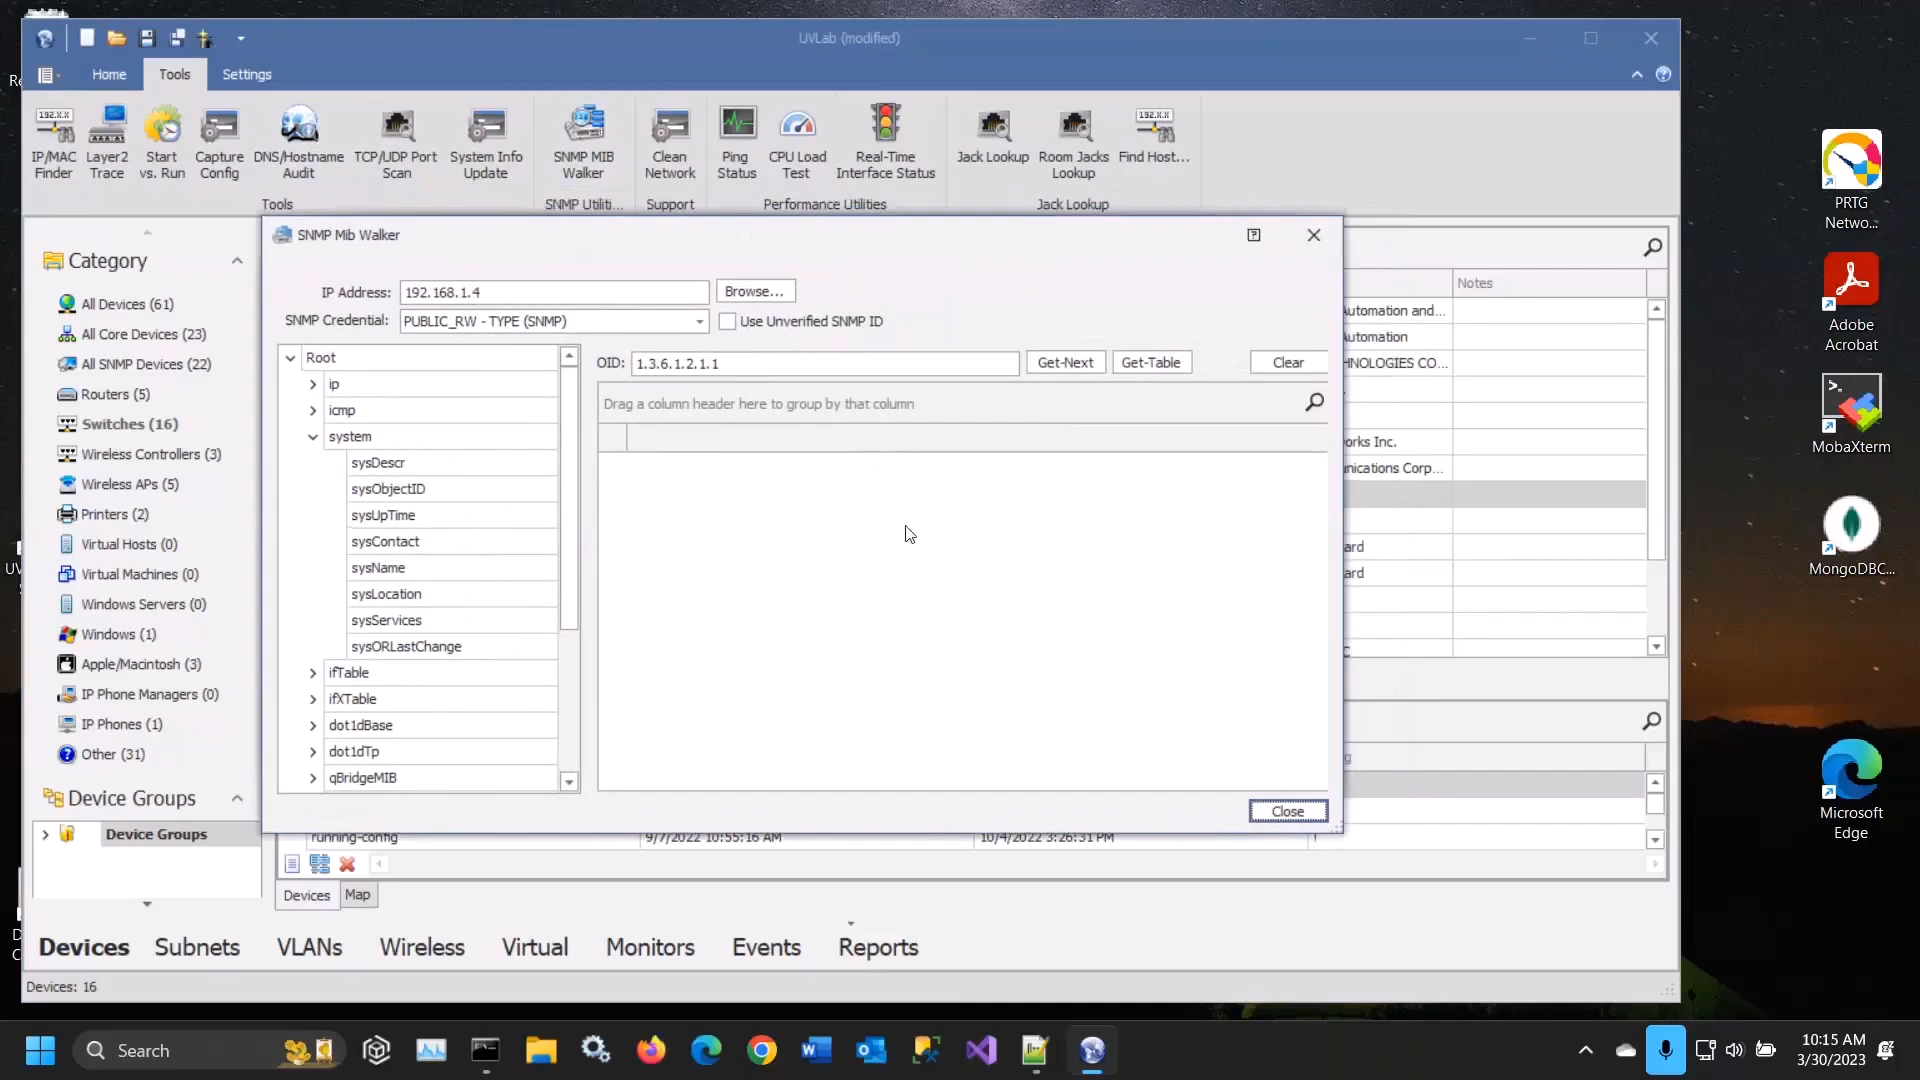 UVLab (modified)
Home
Tools
Settings
IP/MAC Finder
Layer2 Trace
Start vs. Run
Capture Config
DNS/Hostname Audit
TCP/UDP Port Scan
System Info Update
SNMP MIB Walker
Clean Network
Ping Status
CPU Load Test
Real-Time Interface Status
Jack Lookup
Room Jacks Lookup
Find Host...
Tools
SNMP Utiliti...
Support
Performance Utilities
Jack Lookup
Category
All Devices (61)
All Core Devices (23)
All SNMP Devices (22)
Routers (5)
Switches (16)
Wireless Controllers (3)
Wireless APs (5)
Printers (2)
Virtual Hosts (0)
Virtual Machines (0)
Windows Servers (0)
Windows (1)
Apple/Macintosh (3)
IP Phone Managers (0)
IP Phones (1)
Other (31)
Device Groups
Device Groups
SNMP Mib Walker
IP Address: 192.168.1.4 Browse...
SNMP Credential: PUBLIC_RW - TYPE (SNMP) Use Unverified SNMP ID
Root
ip
icmp
system
sysDescr
sysObjectID
sysUpTime
sysContact
sysName
sysLocation
sysServices
sysORLastChange
ifTable
ifXTable
dot1dBase
dot1dTp
qBridgeMIB
OID: 1.3.6.1.2.1.1 Get-Next Get-Table Clear
Drag a column header here to group by that column
Close
Notes
Automation and...
Automation
HNOLOGIES CO...
orks Inc.
unications Corp...
ard
ard
running-config 9/7/2022 10:55:16 AM 10/4/2022 3:26:31 PM
Devices
Map
Devices Subnets VLANs Wireless Virtual Monitors Events Reports
Devices: 16
PRTG
Netwo...
Adobe
Acrobat
MobaXterm
MongoDBC...
Microsoft
Edge
Search
10:15 AM
3/30/2023